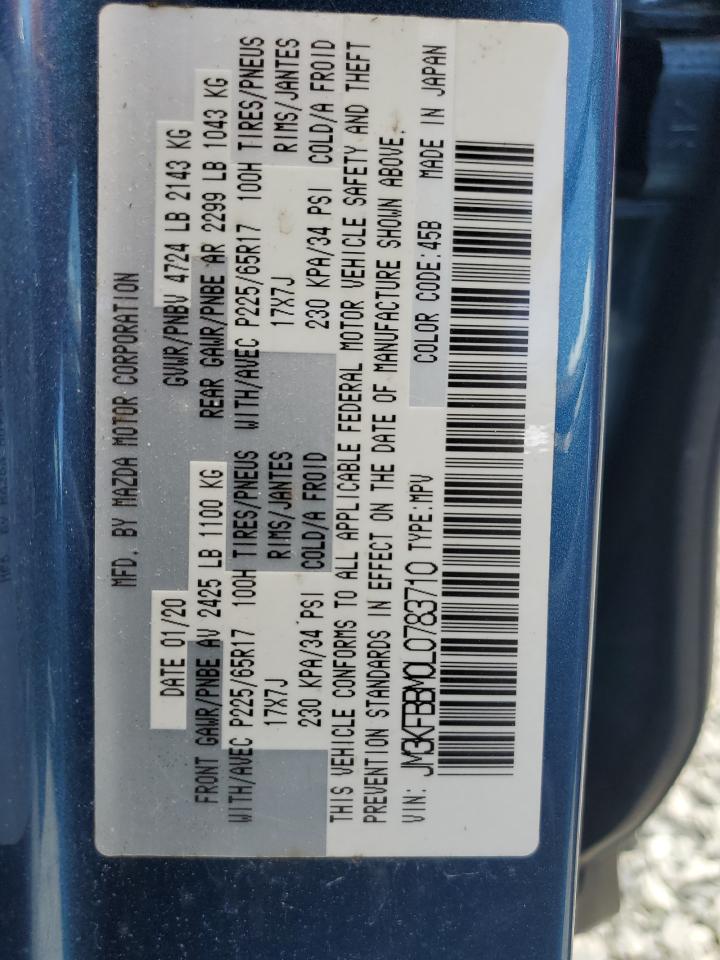 MFD. BY MAZDA MOTOR CORPORATION
DATE 01/20 GVWR/PNBV 4724 LB 2143 KG
FRONT GAWR/PNBE AV 2425 LB 1100 KG REAR GAWR/PNBE AR 2299 LB 1043 KG
WITH/AVEC P225/65R17 100H TIRES/PNEUS WITH/AVEC P225/65R17 100H TIRES/PNEUS
17X7J RIMS/JANTES 17X7J RIMS/JANTES
230 KPA/34 PSI COLD/A FROID 230 KPA/34 PSI COLD/A FROID
THIS VEHICLE CONFORMS TO ALL APPLICABLE FEDERAL MOTOR VEHICLE SAFETY AND THEFT
PREVENTION STANDARDS IN EFFECT ON THE DATE OF MANUFACTURE SHOWN ABOVE.
VIN: JM3KFBBM0L0783710 TYPE:MPV COLOR CODE:45B MADE IN JAPAN